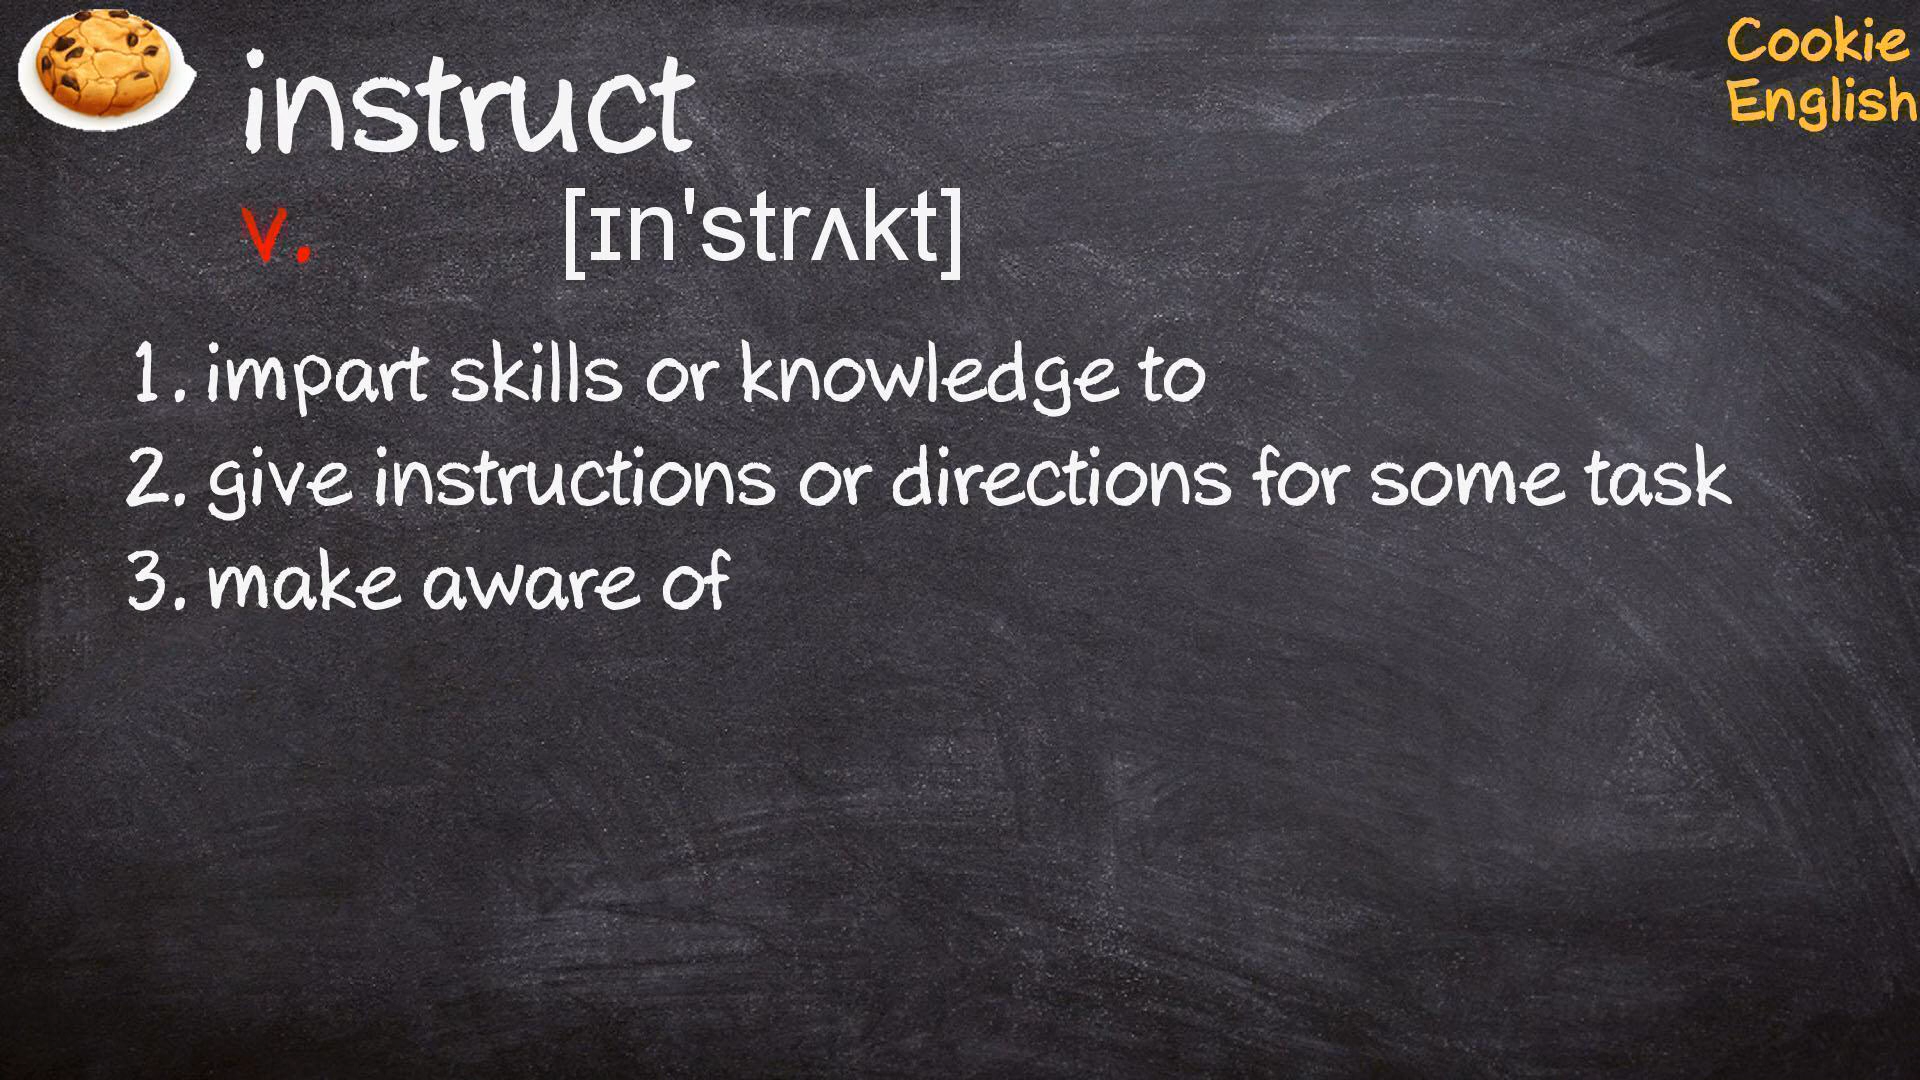 instruct
Cookie
English
v. [ɪn'strʌkt]
1. impart skills or knowledge to
2. give instructions or directions for some task
3. make aware of